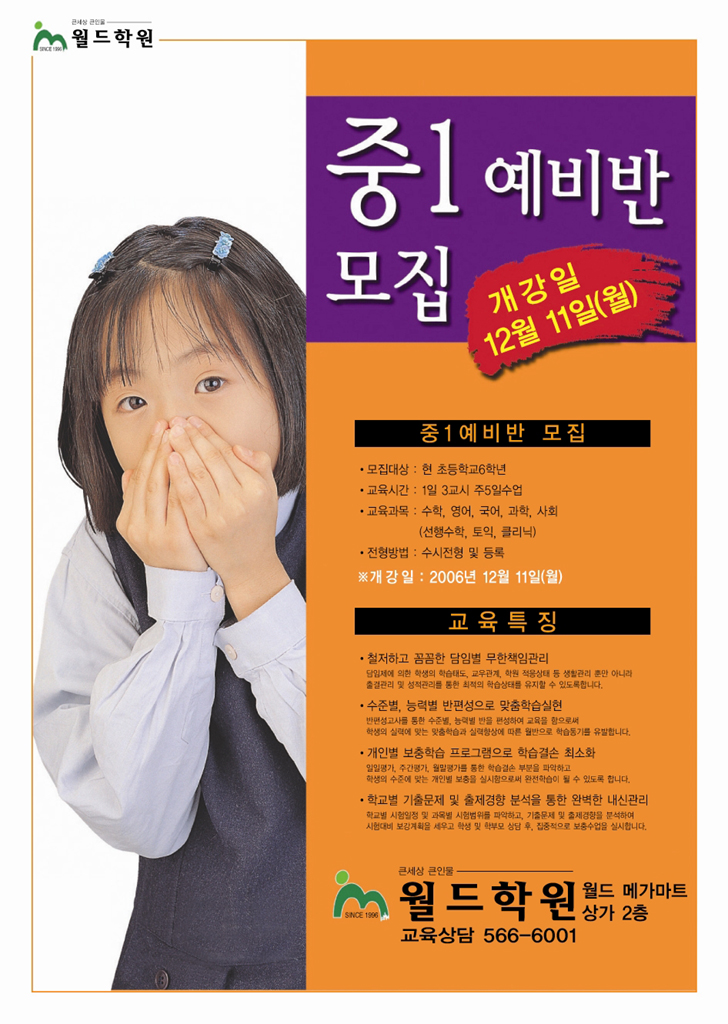 큰세상 큰인물
월드학원
SINCE 1996
중1 예비반
모집
개강일
12월 11일(월)
중1예비반 모집
• 모집대상 : 현 초등학교6학년
• 교육시간 : 1일 3교시 주5일수업
• 교육과목 : 수학, 영어, 국어, 과학, 사회
(선행수학, 토익, 클리닉)
• 전형방법 : 수시전형 및 등록
※개강일 : 2006년 12월 11일(월)
교육특징
• 철저하고 꼼꼼한 담임별 무한책임관리
담임제에 의한 학생의 학습태도, 교우관계, 학원 적응상태 등 생활관리 뿐만 아니라
출결관리 및 성적관리를 통한 최적의 학습상태를 유지할 수 있도록합니다.
• 수준별, 능력별 반편성으로 맞춤학습실현
반편성고사를 통한 수준별, 능력별 반을 편성하여 교육을 함으로써
학생의 실력에 맞는 맞춤학습과 실력향상에 따른 월반으로 학습동기를 유발합니다.
• 개인별 보충학습 프로그램으로 학습결손 최소화
일일평가, 주간평가, 월말평가를 통한 학습결손 부분을 파악하고
학생의 수준에 맞는 개인별 보충을 실시함으로써 완전학습이 될 수 있도록 합니다.
• 학교별 기출문제 및 출제경향 분석을 통한 완벽한 내신관리
학교별 시험일정 및 과목별 시험범위를 파악하고, 기출문제 및 출제경향을 분석하여
시험대비 보강계획을 세우고 학생 및 학부모 상담 후, 집중적으로 보충수업을 실시합니다.
큰세상 큰인물
SINCE 1996
월드학원
월드 메가마트
상가 2층
교육상담 566-6001